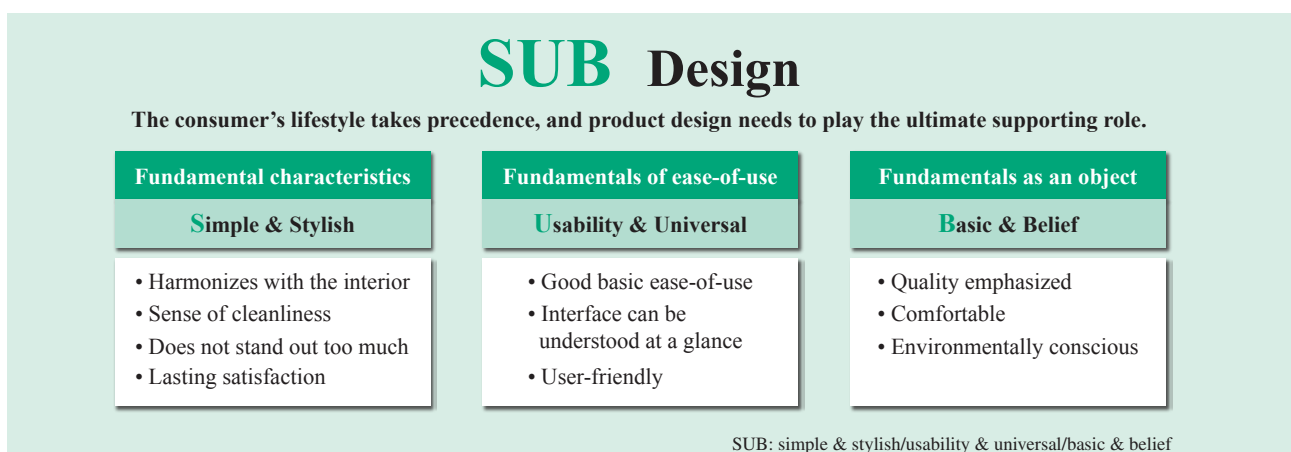 SUB Design
The consumer's lifestyle takes precedence, and product design needs to play the ultimate supporting role.
Fundamental characteristics
Simple & Stylish
• Harmonizes with the interior
• Sense of cleanliness
• Does not stand out too much
• Lasting satisfaction
Fundamentals of ease-of-use
Usability & Universal
• Good basic ease-of-use
• Interface can be
understood at a glance
• User-friendly
Fundamentals as an object
Basic & Belief
• Quality emphasized
• Comfortable
• Environmentally conscious
SUB: simple & stylish/usability & universal/basic & belief